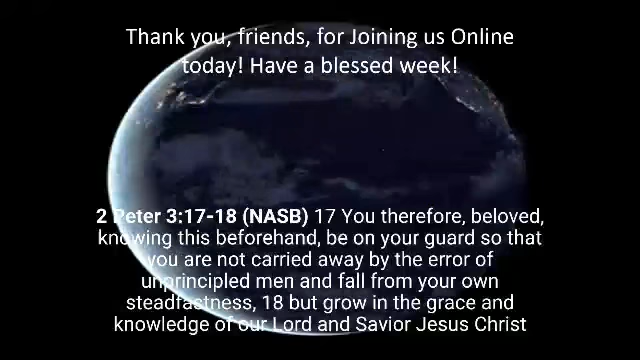 Thank you, friends, for Joining us Online
today! Have a blessed week!
2 Peter 3:17-18 (NASB) 17 You therefore, beloved,
knowing this beforehand, be on your guard so that
you are not carried away by the error of
unprincipled men and fall from your own
steadfastness, 18 but grow in the grace and
knowledge of our Lord and Savior Jesus Christ